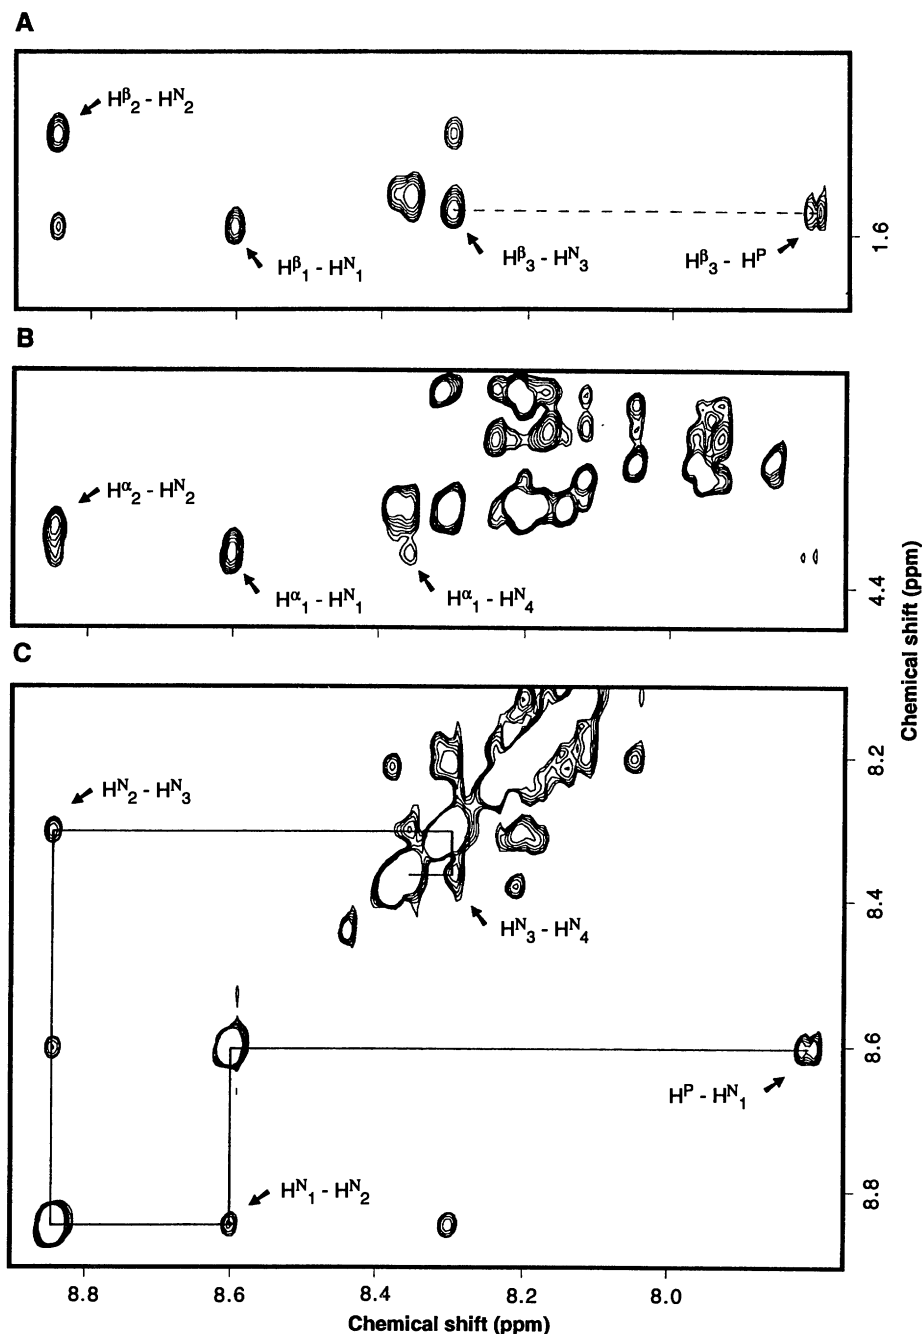 A
Hβ2 - HN2
Hβ1 - HN1
Hβ3 - HN3
Hβ3 - HP
1.6
B
Hα2 - HN2
Hα1 - HN1
Hα1 - HN4
4.4
Chemical shift (ppm)
C
HN2 - HN3
HN3 - HN4
HP - HN1
HN1 - HN2
8.2
8.4
8.6
8.8
8.8 8.6 8.4 8.2 8.0
Chemical shift (ppm)